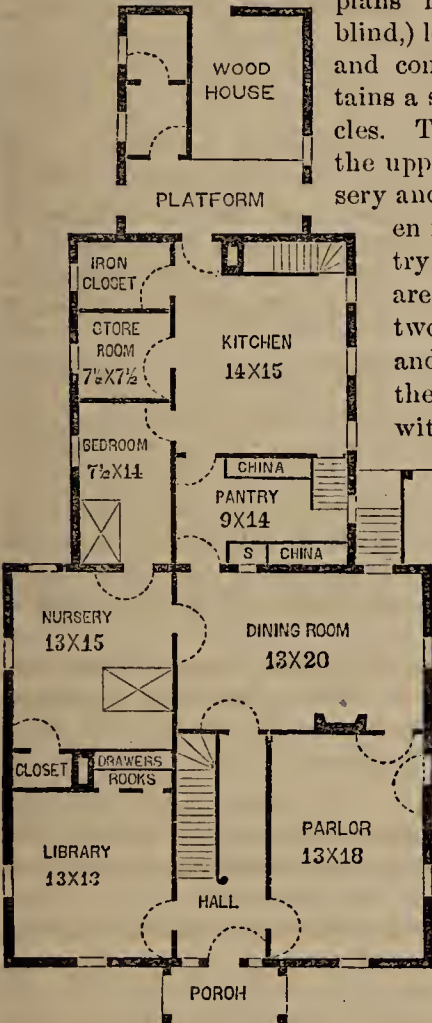 plans
blind,)
and con
tains a s
cles. T
the upp
sery and
en
try
are
two
and
the
wit
WOOD
HOUSE
PLATFORM
IRON
CLOSET
STORE
ROOM
7½X7½
KITCHEN
14X15
BEDROOM
7½X14
CHINA
PANTRY
9X14
S CHINA
NURSERY
13X15
DINING ROOM
13X20
CLOSET
DRAWERS
BOOKS
LIBRARY
13X13
PARLOR
13X18
HALL
PORCH